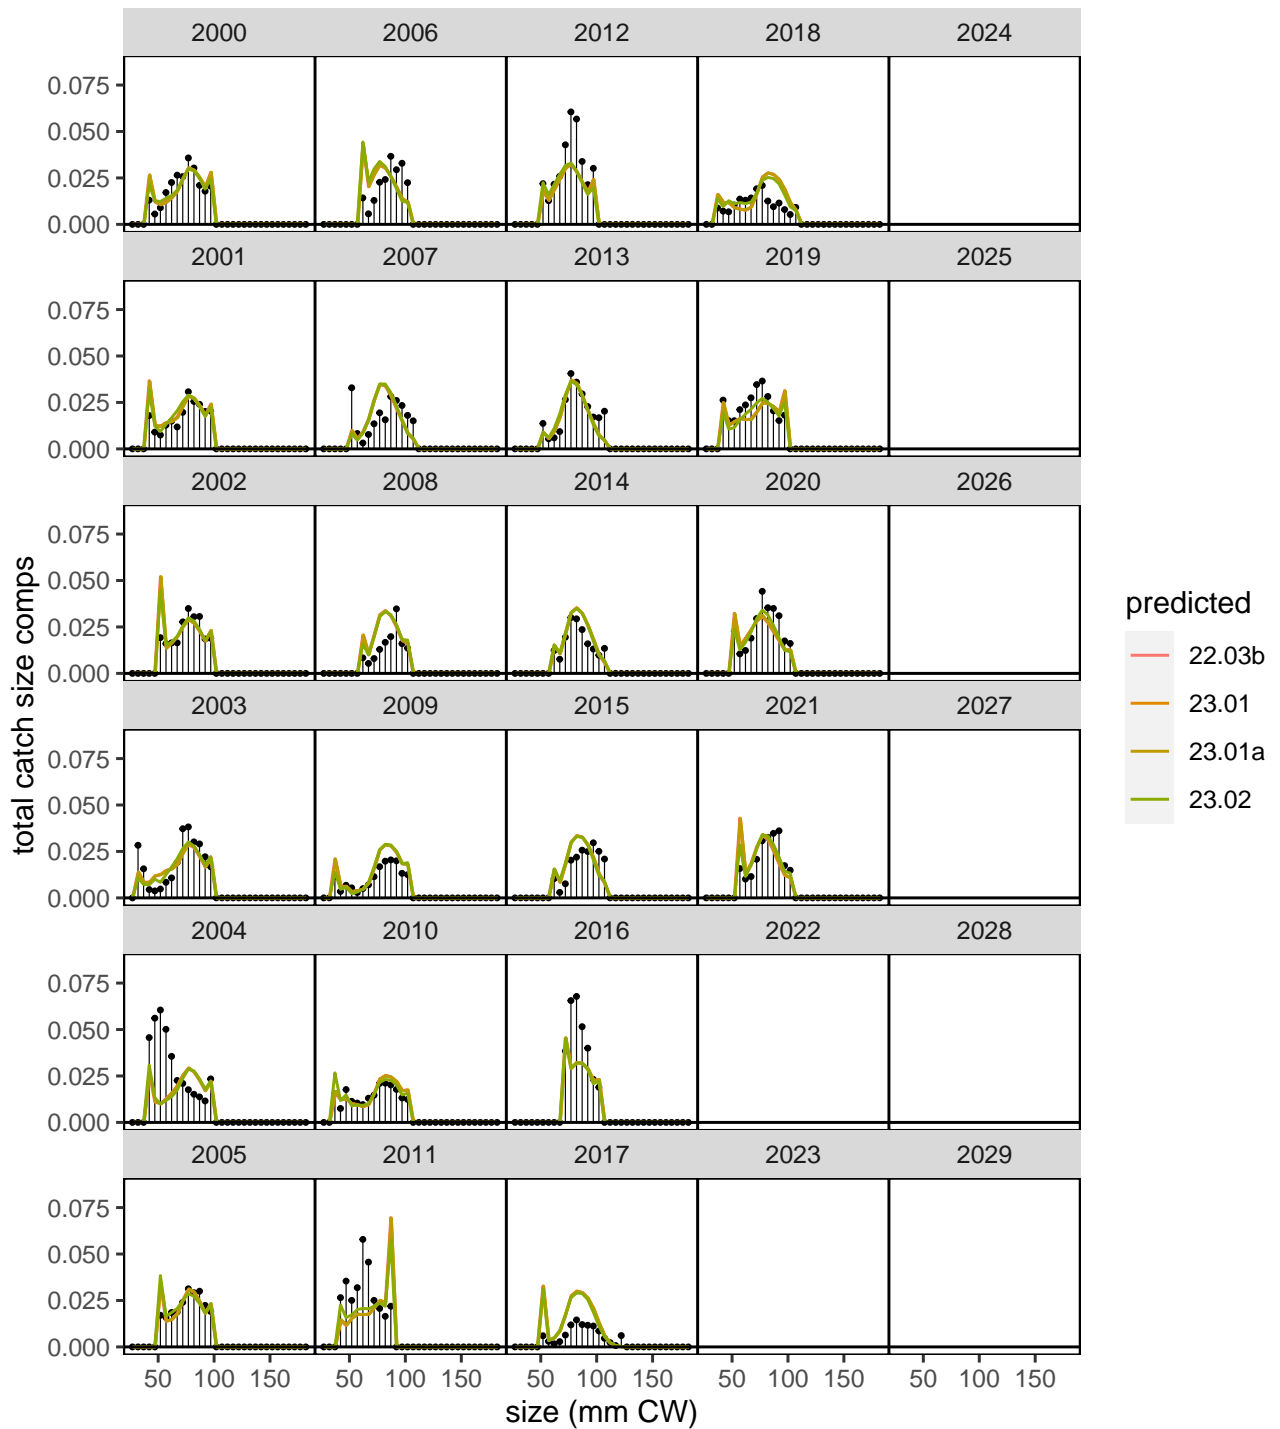 2000 2006 2012 2018 2024
0.075
0.050
0.025
0.000
2001 2007 2013 2019 2025
0.075
0.050
0.025
0.000
2002 2008 2014 2020 2026
0.075
0.050
0.025
0.000
2003 2009 2015 2021 2027
0.075
0.050
0.025
0.000
2004 2010 2016 2022 2028
0.075
0.050
0.025
0.000
2005 2011 2017 2023 2029
0.075
0.050
0.025
0.000
50 100 150 50 100 150 50 100 150 50 100 150 50 100 150
size (mm CW)
total catch size comps
predicted
22.03b
23.01
23.01a
23.02